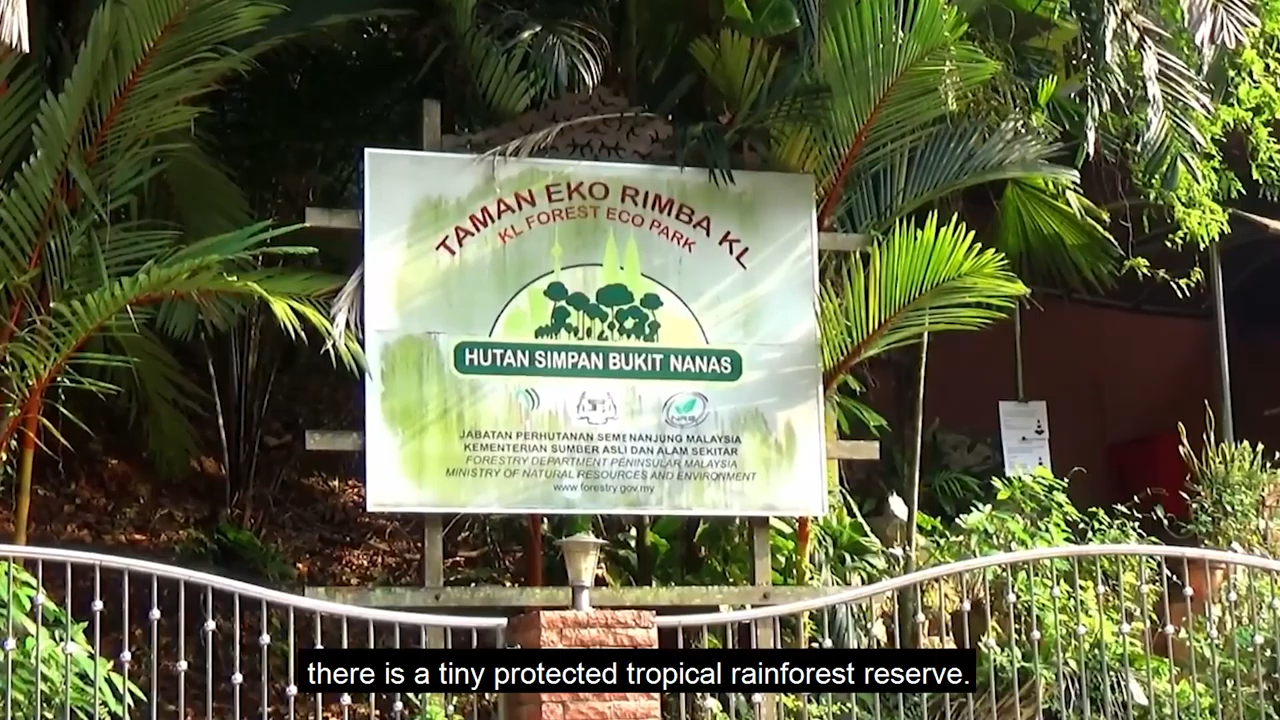 TAMAN EKO RIMBA KL
KL FOREST ECO PARK
HUTAN SIMPAN BUKIT NANAS
NRE
JABATAN PERHUTANAN SEMENANJUNG MALAYSIA
KEMENTERIAN SUMBER ASLI DAN ALAM SEKITAR
FORESTRY DEPARTMENT PENINSULAR MALAYSIA
MINISTRY OF NATURAL RESOURCES AND ENVIRONMENT
www.forestry.gov.my
there is a tiny protected tropical rainforest reserve.